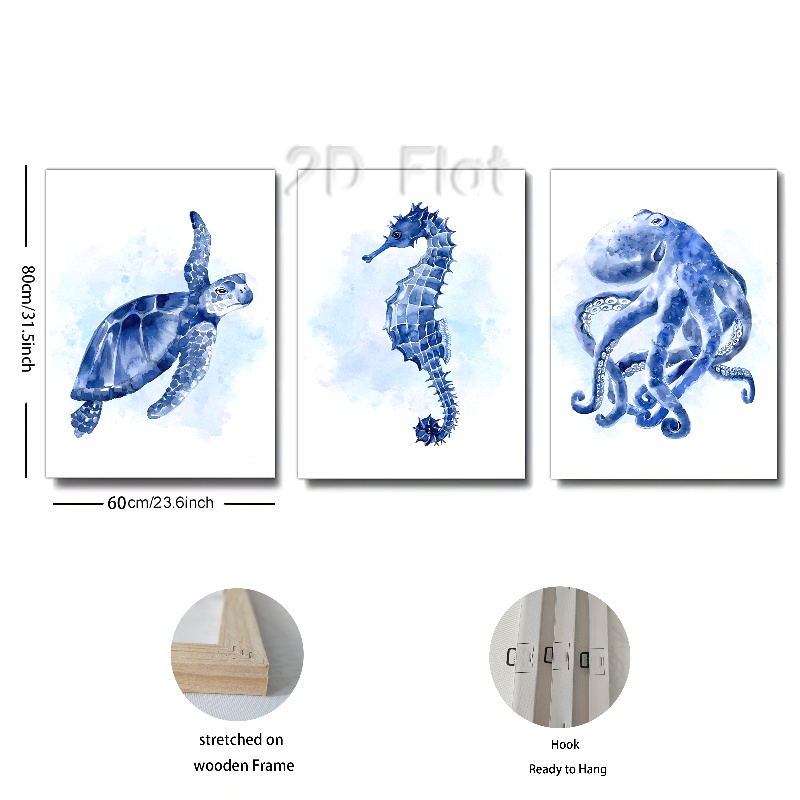 2D Flat
80cm/31.5inch
60cm/23.6inch
stretched on
wooden Frame
Hook
Ready to Hang